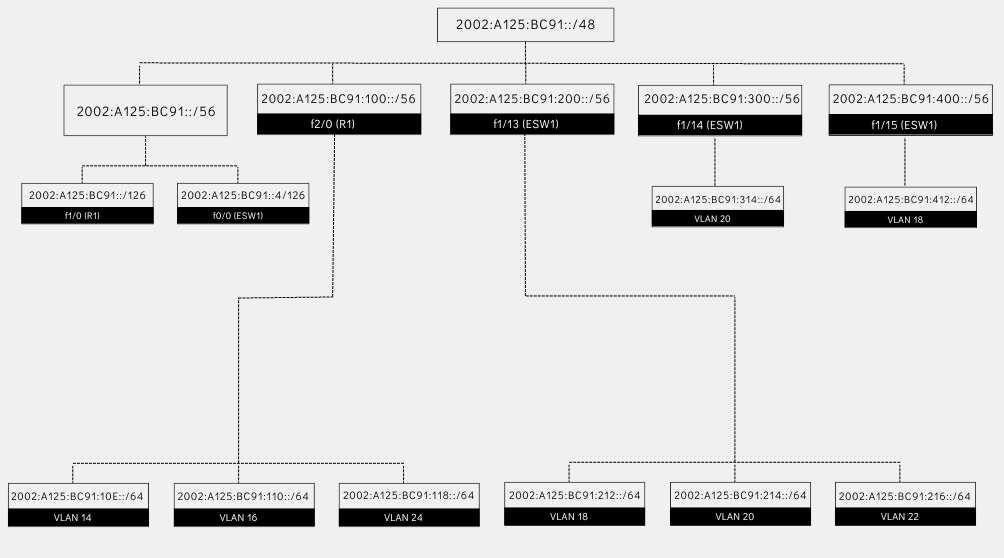 2002:A125:BC91::/48
2002:A125:BC91::/56
2002:A125:BC91:100::/56
f2/0 (R1)
2002:A125:BC91:200::/56
f1/13 (ESW1)
2002:A125:BC91:300::/56
f1/14 (ESW1)
2002:A125:BC91:400::/56
f1/15 (ESW1)
2002:A125:BC91::/126
f1/0 (R1)
2002:A125:BC91::4/126
f0/0 (ESW1)
2002:A125:BC91:314::/64
VLAN 20
2002:A125:BC91:412::/64
VLAN 18
2002:A125:BC91:10E::/64
VLAN 14
2002:A125:BC91:110::/64
VLAN 16
2002:A125:BC91:118::/64
VLAN 24
2002:A125:BC91:212::/64
VLAN 18
2002:A125:BC91:214::/64
VLAN 20
2002:A125:BC91:216::/64
VLAN 22